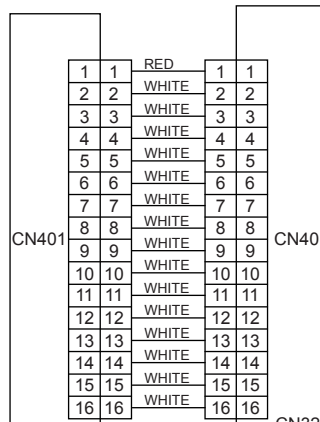 1 1 RED 1 1
2 2 WHITE 2 2
3 3 WHITE 3 3
4 4 WHITE 4 4
5 5 WHITE 5 5
6 6 WHITE 6 6
7 7 WHITE 7 7
8 8 WHITE 8 8
CN401 9 9 WHITE 9 9 CN40
10 10 WHITE 10 10
11 11 WHITE 11 11
12 12 WHITE 12 12
13 13 WHITE 13 13
14 14 WHITE 14 14
15 15 WHITE 15 15
16 16 WHITE 16 16